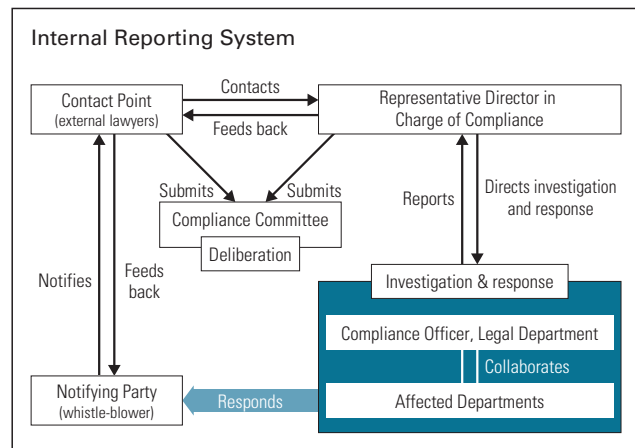 Internal Reporting System
Contact Point
(external lawyers)
Contacts
Feeds back
Representative Director in
Charge of Compliance
Submits
Submits
Compliance Committee
Deliberation
Reports
Directs investigation
and response
Notifies
Feeds
back
Investigation & response
Compliance Officer, Legal Department
Collaborates
Affected Departments
Responds
Notifying Party
(whistle-blower)